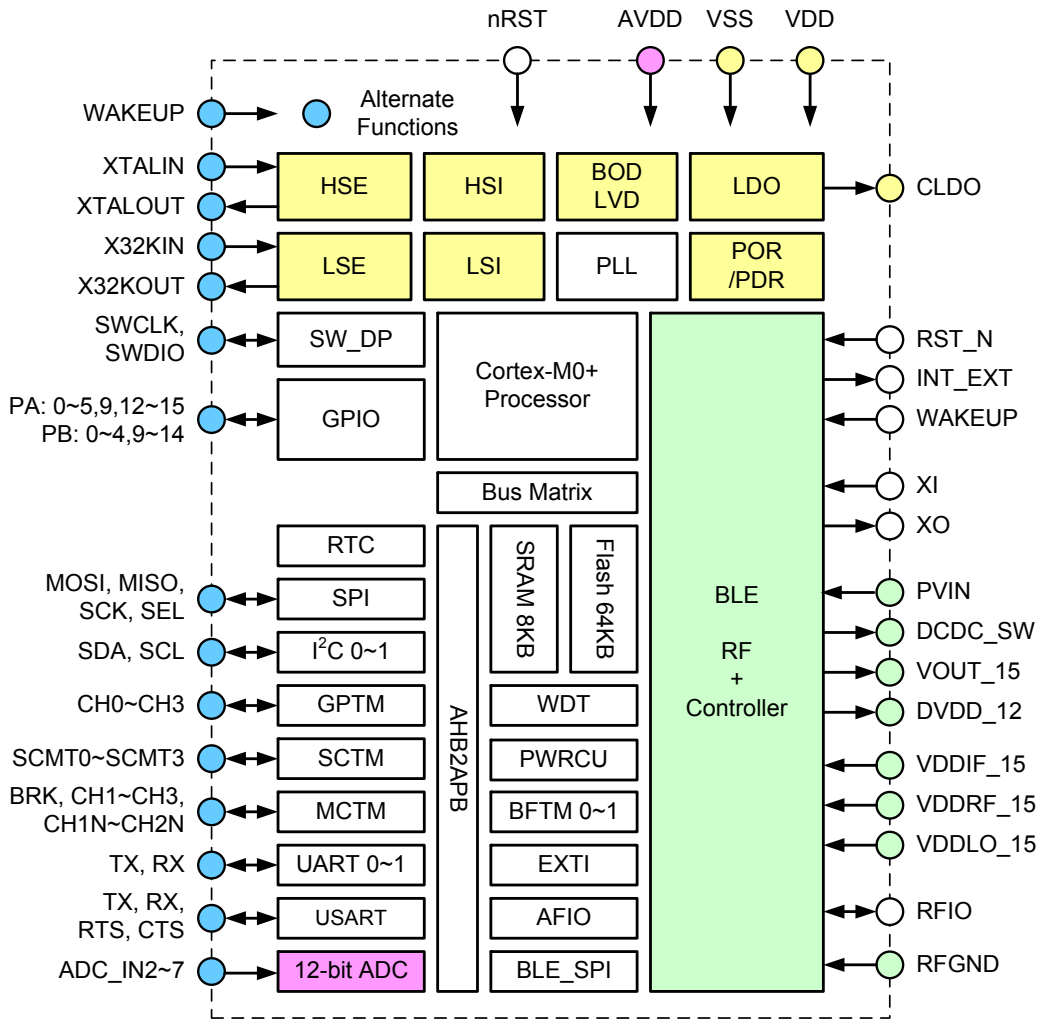 nRST AVDD VSS VDD
WAKEUP
Alternate
Functions
XTALIN
XTALOUT
X32KIN
X32KOUT
SWCLK,
SWDIO
PA: 0~5,9,12~15
PB: 0~4,9~14
MOSI, MISO,
SCK, SEL
SDA, SCL
CH0~CH3
SCMT0~SCMT3
BRK, CH1~CH3,
CH1N~CH2N
TX, RX
TX, RX,
RTS, CTS
ADC_IN2~7
HSE
HSI
BOD
LVD
LDO
LSE
LSI
PLL
POR
/PDR
SW_DP
GPIO
Cortex-M0+
Processor
Bus Matrix
RTC
SPI
I²C 0~1
GPTM
SCTM
MCTM
UART 0~1
USART
12-bit ADC
AHB2APB
SRAM 8KB
Flash 64KB
WDT
PWRCU
BFTM 0~1
EXTI
AFIO
BLE_SPI
BLE
RF
+
Controller
CLDO
RST_N
INT_EXT
WAKEUP
XI
XO
PVIN
DCDC_SW
VOUT_15
DVDD_12
VDDIF_15
VDDRF_15
VDDLO_15
RFIO
RFGND